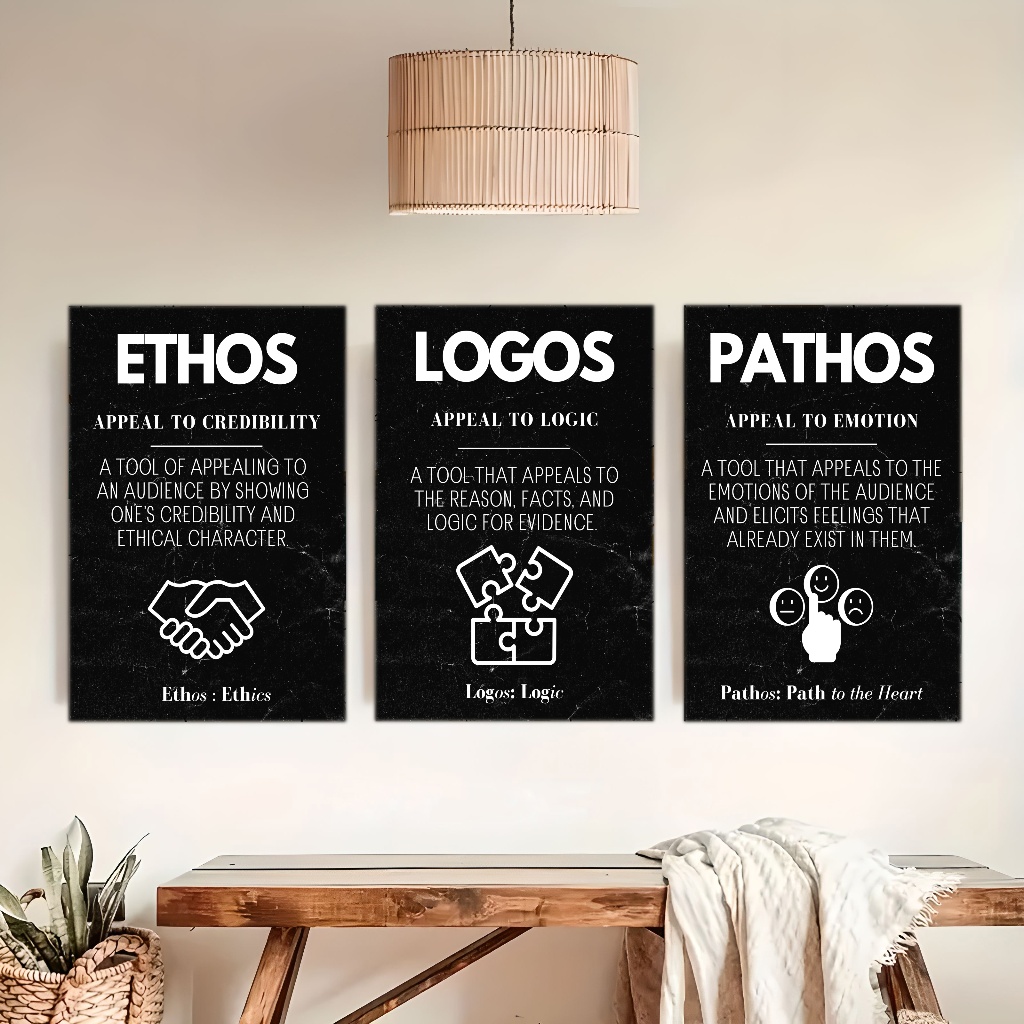 ETHOS
APPEAL TO CREDIBILITY
A TOOL OF APPEALING TO
AN AUDIENCE BY SHOWING
ONE'S CREDIBILITY AND
ETHICAL CHARACTER.
Ethos : Ethics
LOGOS
APPEAL TO LOGIC
A TOOL THAT APPEALS TO
THE REASON, FACTS, AND
LOGIC FOR EVIDENCE.
Logos: Logic
PATHOS
APPEAL TO EMOTION
A TOOL THAT APPEALS TO THE
EMOTIONS OF THE AUDIENCE
AND ELICITS FEELINGS THAT
ALREADY EXIST IN THEM.
Pathos: Path to the Heart